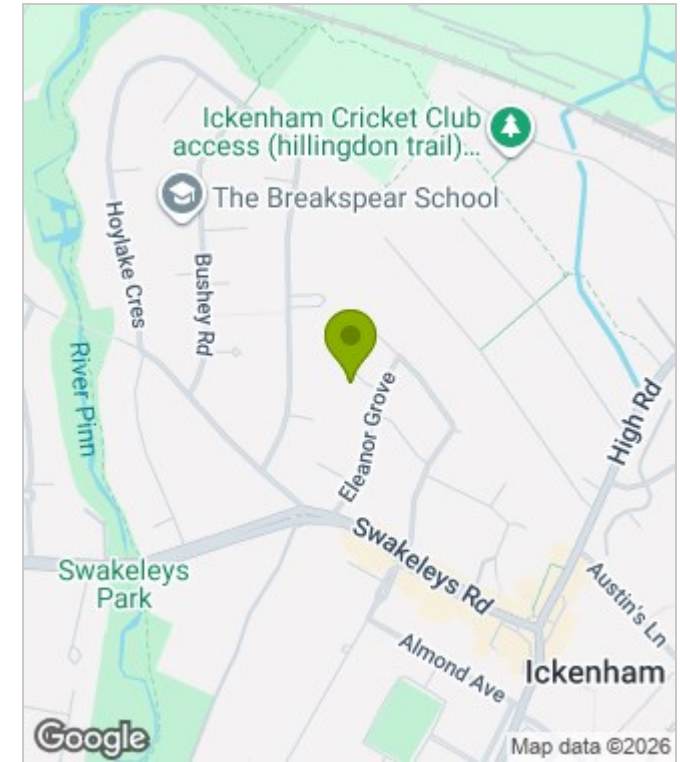 Ickenham Cricket Club
access (hillingdon trail)...
The Breakspear School
Hoylake Cres
Bushey Rd
River Pinn
Eleanor Grove
High Rd
Swakeleys Rd
Swakeleys
Park
Austin's Ln
Almond Ave
Ickenham
Google
Map data ©2026